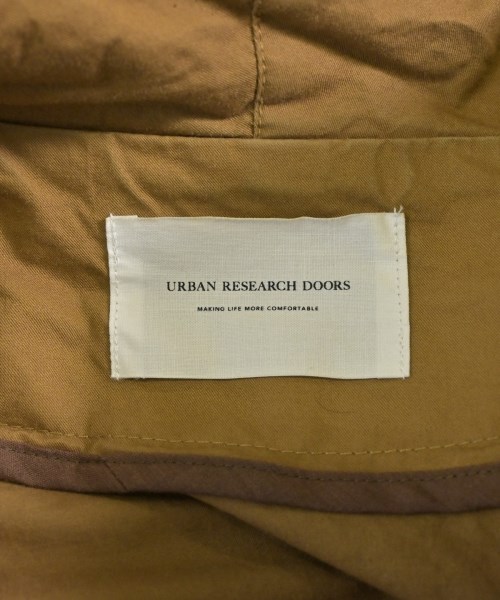 URBAN RESEARCH DOORS
MAKING LIFE MORE COMFORTABLE